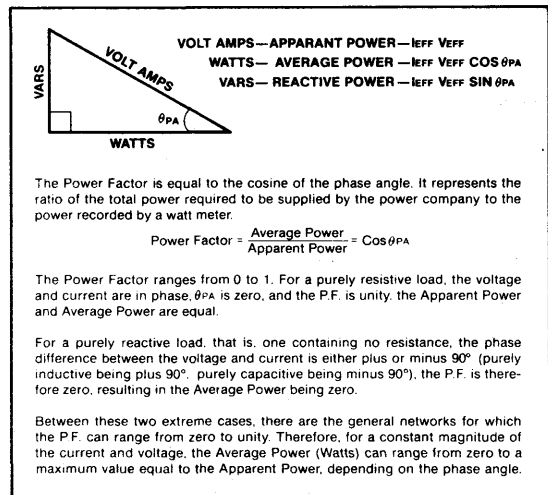 VOLT AMPS—APPARANT POWER—IEFF VEFF
WATTS— AVERAGE POWER—IEFF VEFF COS θPA
VARS—REACTIVE POWER—IEFF VEFF SIN θPA
VOLT AMPS
VARS
θPA
WATTS
The Power Factor is equal to the cosine of the phase angle. It represents the
ratio of the total power required to be supplied by the power company to the
power recorded by a watt meter.
Power Factor = Average Power / Apparent Power = CosθPA
The Power Factor ranges from 0 to 1. For a purely resistive load, the voltage
and current are in phase, θPA is zero, and the P.F. is unity. the Apparent Power
and Average Power are equal.
For a purely reactive load. that is. one containing no resistance, the phase
difference between the voltage and current is either plus or minus 90° (purely
inductive being plus 90°. purely capacitive being minus 90°), the P.F. is there-
fore zero, resulting in the Average Power being zero.
Between these two extreme cases, there are the general networks for which
the P F. can range from zero to unity. Therefore, for a constant magnitude of
the current and voltage, the Average Power (Watts) can range from zero to a
maximum value equal to the Apparent Power, depending on the phase angle.